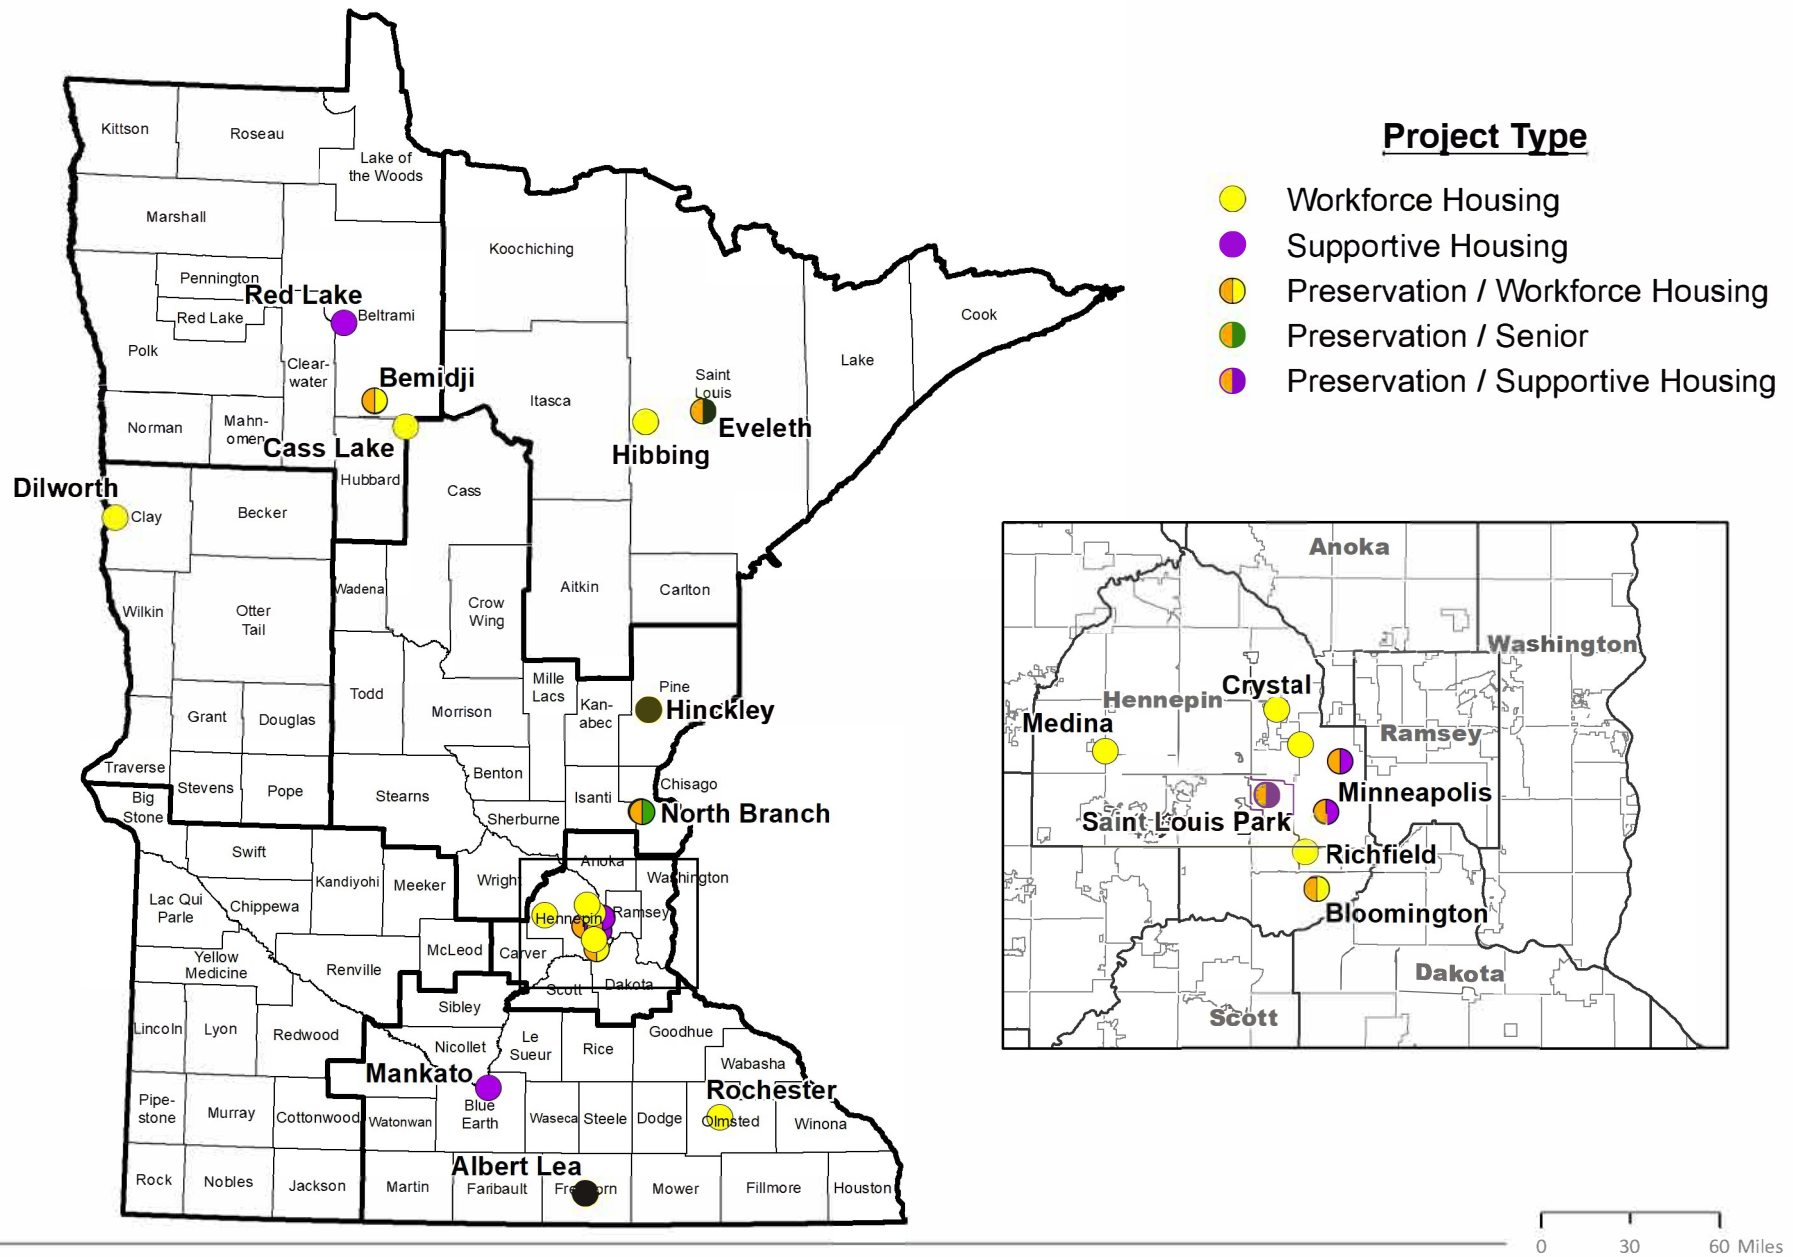 Kittson
Roseau
Lake of
the Woods
Marshall
Koochiching
Pennington
Red Lake
Red Lake
Beltrami
Polk
Clear-
water
Bemidji
Cook
Lake
Saint
Louis
Itasca
Norman
Mahn-
omen
Cass Lake
Hibbing
Eveleth
Hubbard
Cass
Dilworth
Clay
Becker
Wadena
Aitkin
Carlton
Wilkin
Otter
Tail
Crow
Wing
Todd
Morrison
Mille
Lacs
Kan-
abec
Pine
Hinckley
Grant
Douglas
Traverse
Stevens
Pope
Stearns
Benton
Isanti
Chisago
North Branch
Big
Stone
Sherburne
Swift
Anoka
Wright
Washington
Kandiyohi
Meeker
Lac Qui
Parle
Chippewa
Hennepin
Ramsey
McLeod
Carver
Yellow
Medicine
Renville
Scott
Dakota
Sibley
Lincoln
Lyon
Redwood
Nicollet
Le
Sueur
Rice
Goodhue
Wabasha
Mankato
Rochester
Pipe-
stone
Murray
Cottonwood
Watonwan
Blue
Earth
Waseca
Steele
Dodge
Olmsted
Winona
Albert Lea
Rock
Nobles
Jackson
Martin
Faribault
Freeborn
Mower
Fillmore
Houston
Project Type
Workforce Housing
Supportive Housing
Preservation / Workforce Housing
Preservation / Senior
Preservation / Supportive Housing
Anoka
Washington
Hennepin
Crystal
Medina
Ramsey
Minneapolis
Saint Louis Park
Richfield
Bloomington
Dakota
Scott
0 30 60 Miles